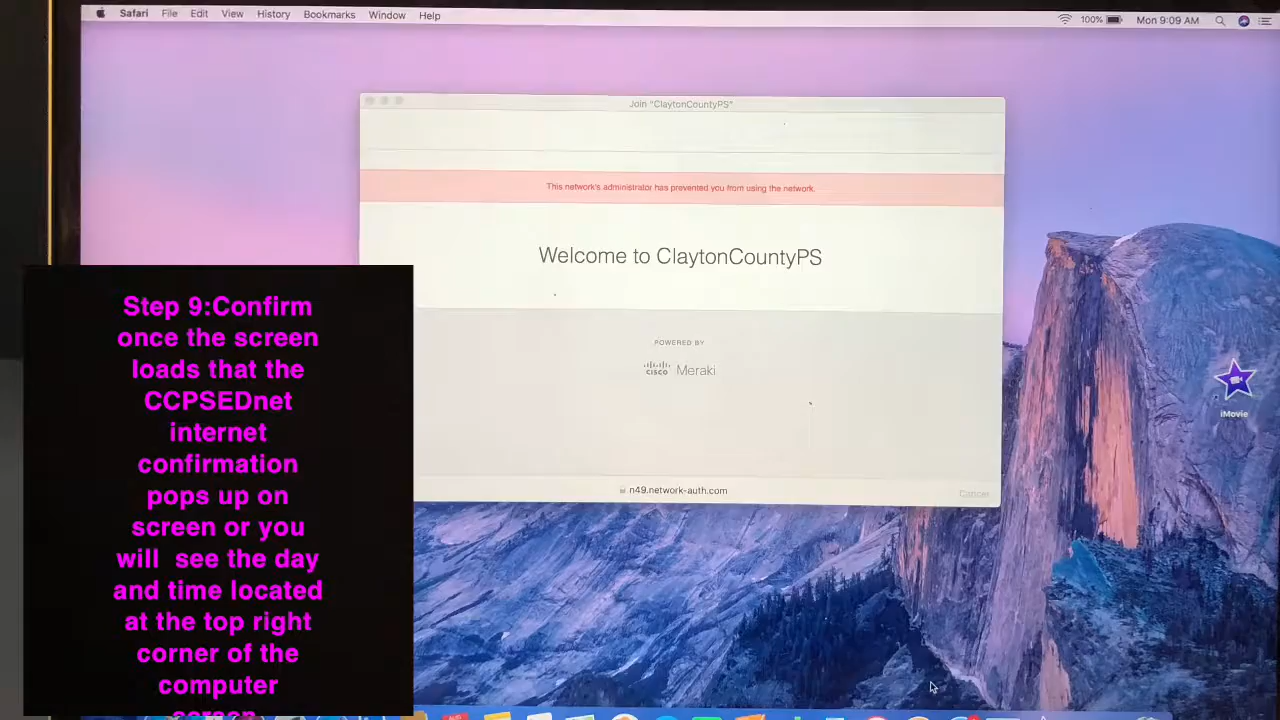 Safari File Edit View History Bookmarks Window Help
100% Mon 9:09 AM
Join "ClaytonCountyPS"
This network's administrator has prevented you from using the network.
Welcome to ClaytonCountyPS
POWERED BY
CISCO Meraki
n49.network-auth.com
Cancel
iMovie
Step 9:Confirm
once the screen
loads that the
CCPSEDnet
internet
confirmation
pops up on
screen or you
will see the day
and time located
at the top right
corner of the
computer